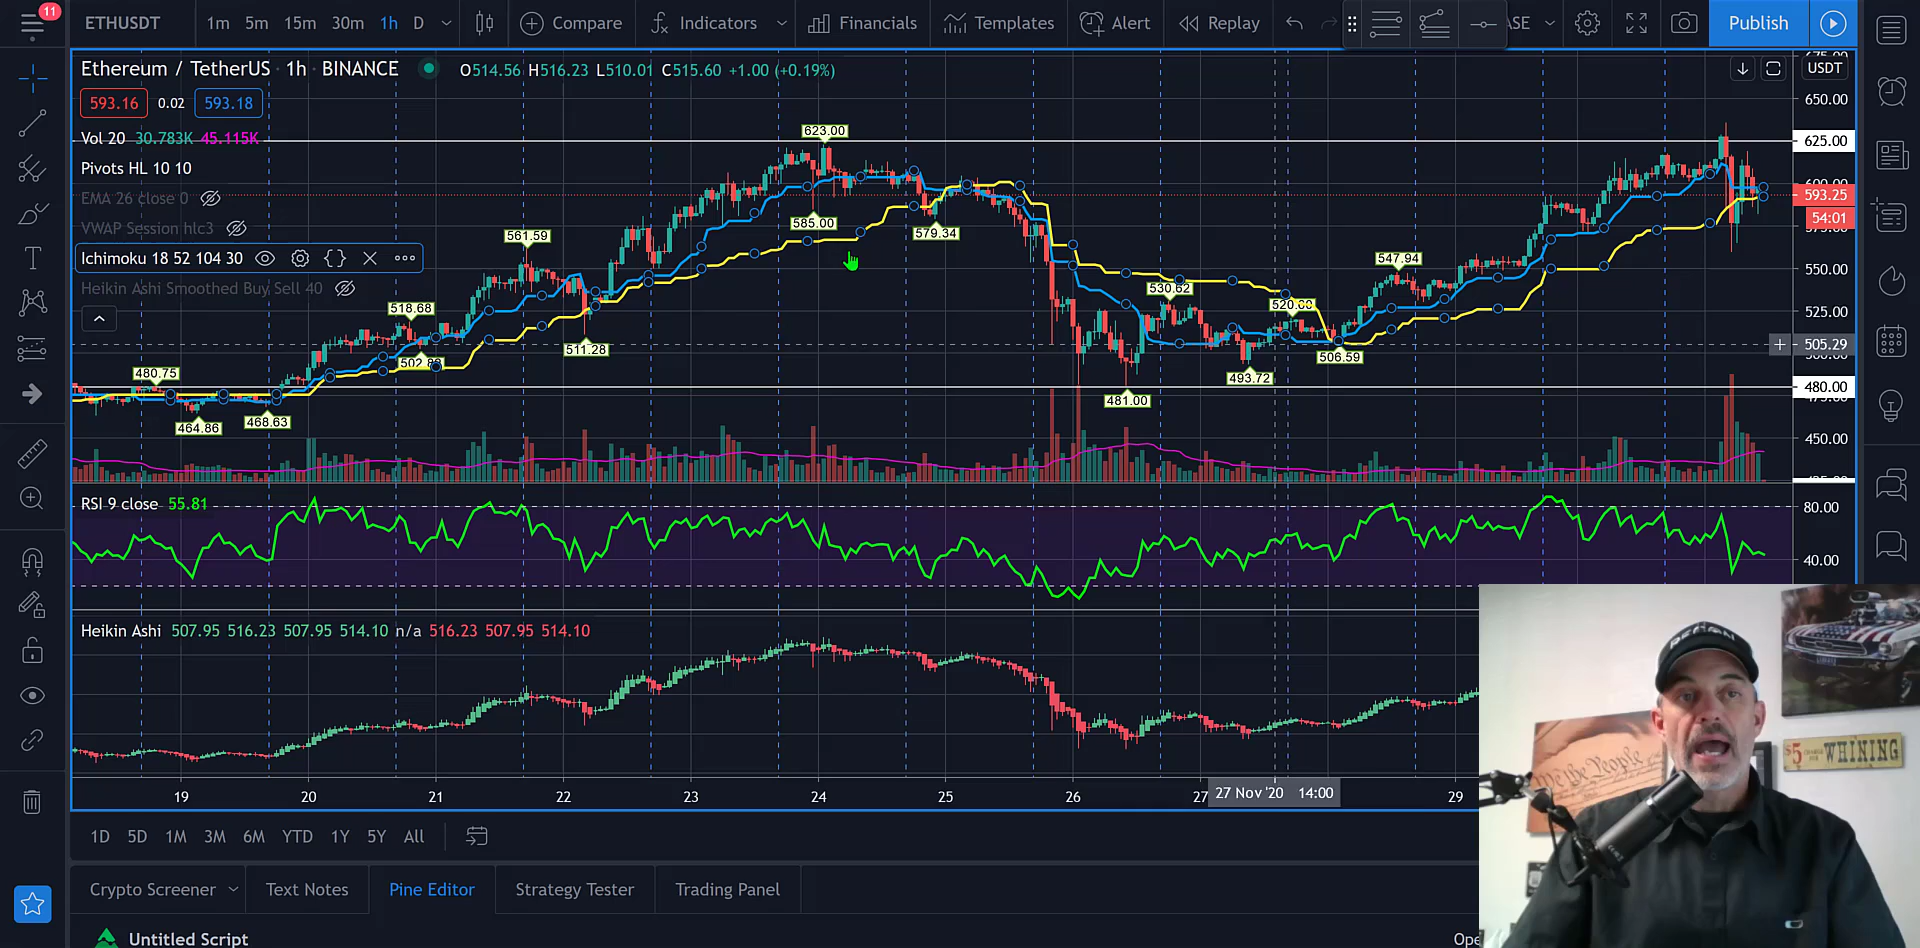 11
ETHUSDT 1m 5m 15m 30m 1h D Compare Indicators Financials Templates Alert Replay SE Publish
Ethereum / TetherUS · 1h · BINANCE O514.56 H516.23 L510.01 C515.60 +1.00 (+0.19%)
USDT
593.16 0.02 593.18
Vol 20 30.783K 45.115K
Pivots HL 10 10
EMA 26 close 0
VWAP Session hlc3
Ichimoku 18 52 104 30
Heikin Ashi Smoothed Buy Sell 40
650.00
625.00
593.25
54:01
550.00
525.00
505.29
480.00
450.00
623.00
585.00
579.34
561.59
547.94
530.62
518.68
511.28
506.59
480.75
493.72
481.00
464.86
468.63
RSI 9 close 55.81
80.00
40.00
Heikin Ashi 507.95 516.23 507.95 514.10 n/a 516.23 507.95 514.10
19 20 21 22 23 24 25 26 27 27 Nov '20 14:00 29
1D 5D 1M 3M 6M YTD 1Y 5Y All
Crypto Screener Text Notes Pine Editor Strategy Tester Trading Panel
Untitled Script
Ope
We the People
$5
WHINING